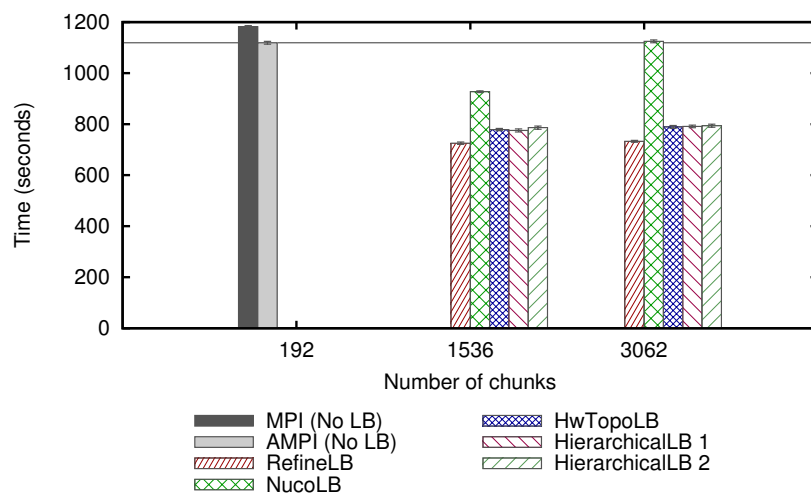 1200
1000
800
600
400
200
0
Time (seconds)
192 1536 3062
Number of chunks
MPI (No LB)
AMPI (No LB)
RefineLB
NucoLB
HwTopoLB
HierarchicalLB 1
HierarchicalLB 2